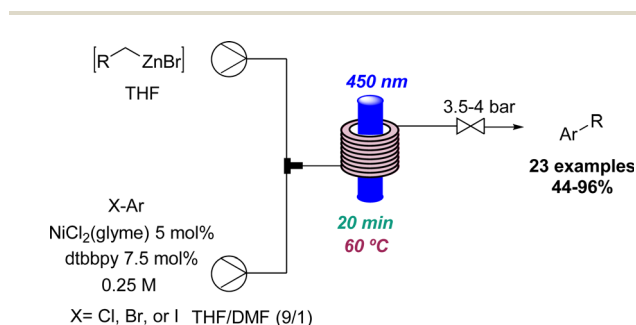 [R ZnBr]
THF
450 nm
3.5-4 bar
Ar R
23 examples
44-96%
20 min
60 ºC
X-Ar
NiCl₂(glyme) 5 mol%
dtbbpy 7.5 mol%
0.25 M
X= Cl, Br, or I THF/DMF (9/1)